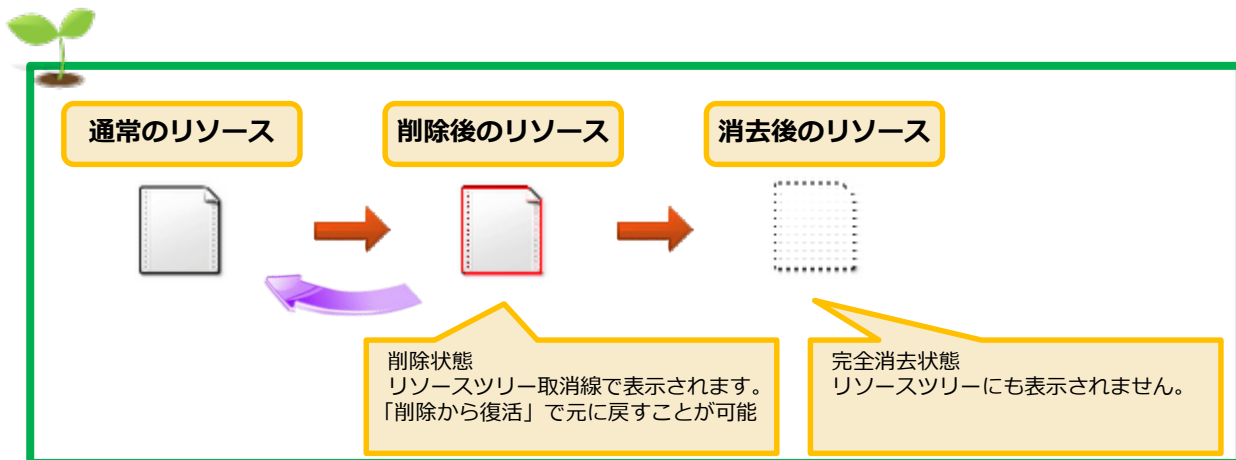 通常のリソース
削除後のリソース
消去後のリソース
削除状態
リソースツリー取消線で表示されます。
「削除から復活」で元に戻すことが可能
完全消去状態
リソースツリーにも表示されません。